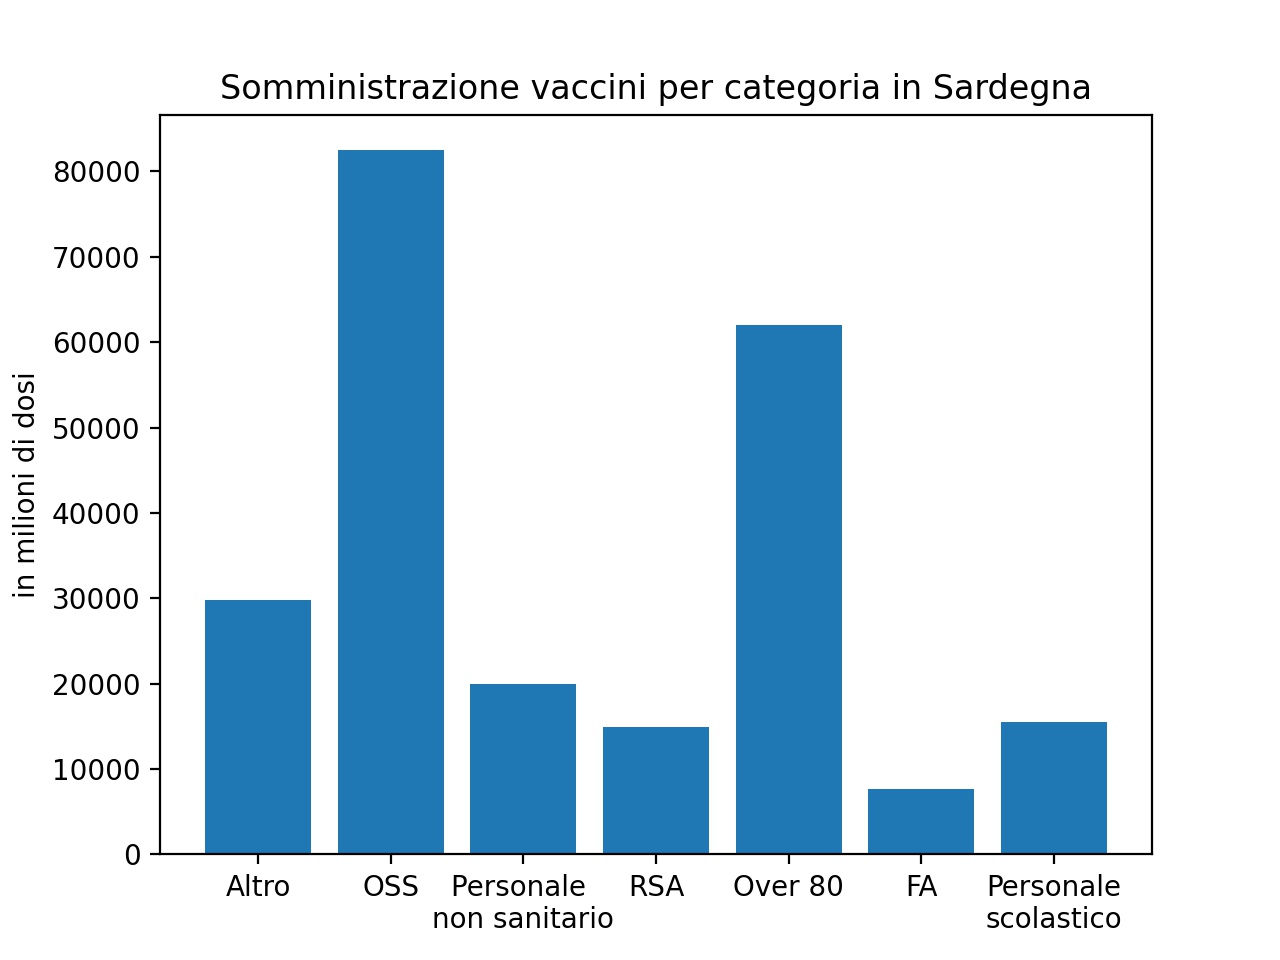 Somministrazione vaccini per categoria in Sardegna
in milioni di dosi
80000
70000
60000
50000
40000
30000
20000
10000
0
Altro
OSS
Personale
non sanitario
RSA
Over 80
FA
Personale
scolastico